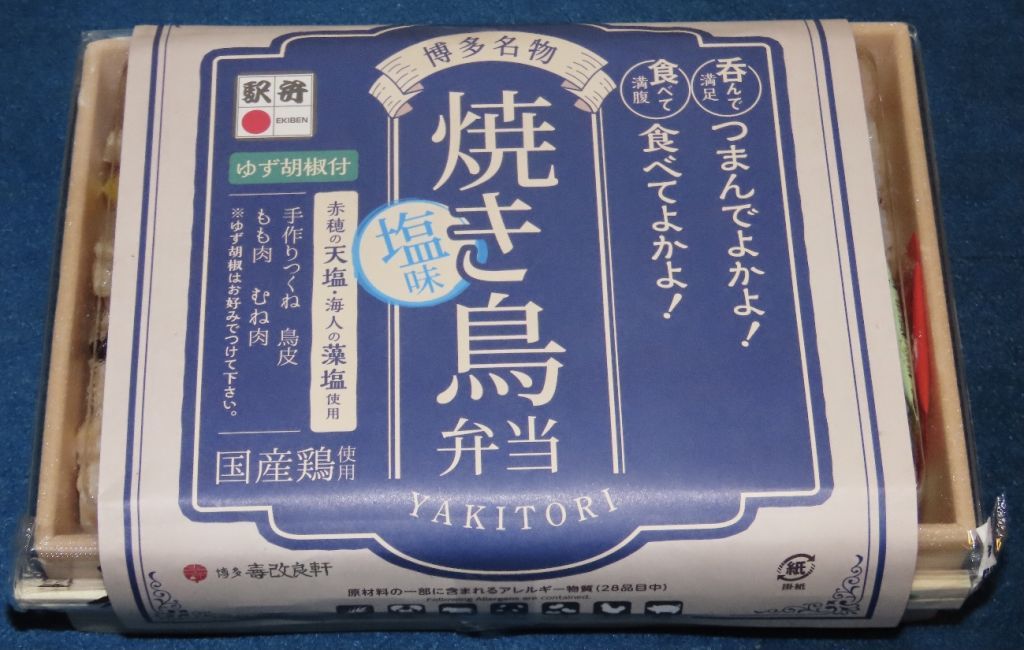 博多名物
焼き鳥
塩味
弁当
YAKITORI
呑んで満足
つまんでよかよ!
食べて満腹
食べてよかよ!
駅弁
EKIBEN
ゆず胡椒付
赤穂の天塩・海人の藻塩使用
手作りつくね 鳥皮
もも肉 むね肉
※ゆず胡椒はお好みでつけて下さい。
国産鶏使用
博多 寿改良軒
紙
掛紙
原材料の一部に含まれるアレルギー物質(28品目中)
Following Allergens are contained.